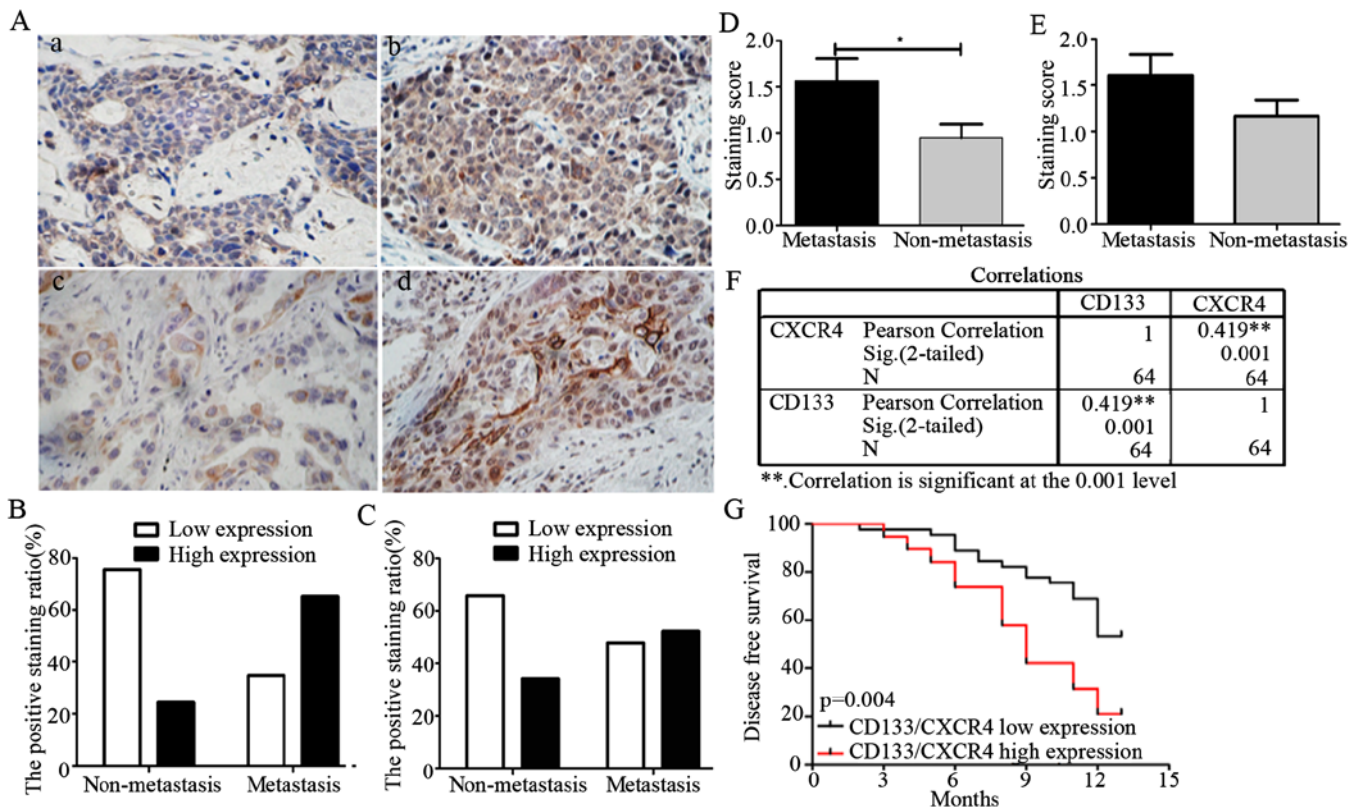 A
a
b
c
d
B
Low expression
High expression
The positive staining ratio(%)
80
60
40
20
0
Non-metastasis
Metastasis
C
Low expression
High expression
The positive staining ratio(%)
80
60
40
20
0
Non-metastasis
Metastasis
D
Staining score
2.0
1.5
1.0
0.5
0.0
*
Metastasis
Non-metastasis
E
Staining score
2.0
1.5
1.0
0.5
0.0
Metastasis
Non-metastasis
F
Correlations
CD133 CXCR4
CXCR4 Pearson Correlation 1 0.419**
Sig.(2-tailed) 0.001
N 64 64
CD133 Pearson Correlation 0.419** 1
Sig.(2-tailed) 0.001
N 64 64
**.Correlation is significant at the 0.001 level
G
Disease free survival
100
80
60
40
20
0
p=0.004
CD133/CXCR4 low expression
CD133/CXCR4 high expression
0 3 6 9 12 15
Months